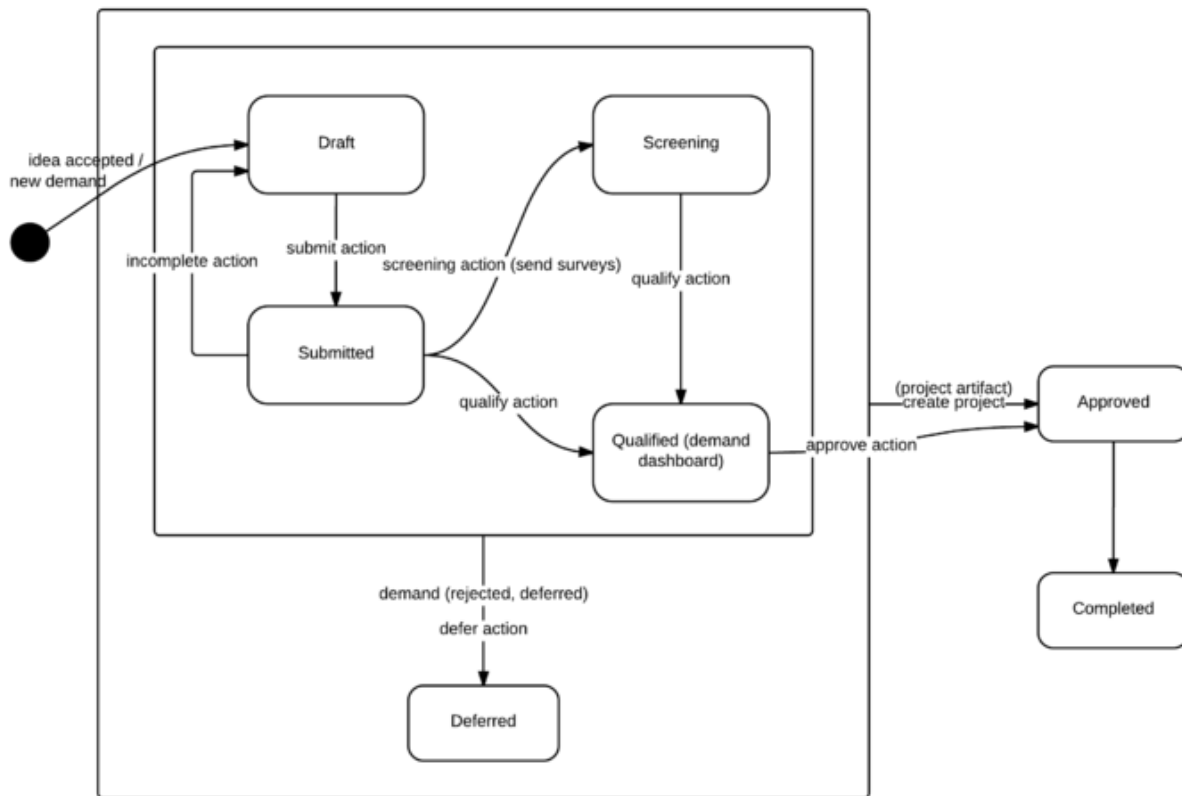 Draft
Screening
idea accepted /
new demand
submit action
incomplete action
screening action (send surveys)
qualify action
Submitted
qualify action
(project artifact)
create project
Approved
Qualified (demand
dashboard)
approve action
demand (rejected, deferred)
defer action
Completed
Deferred